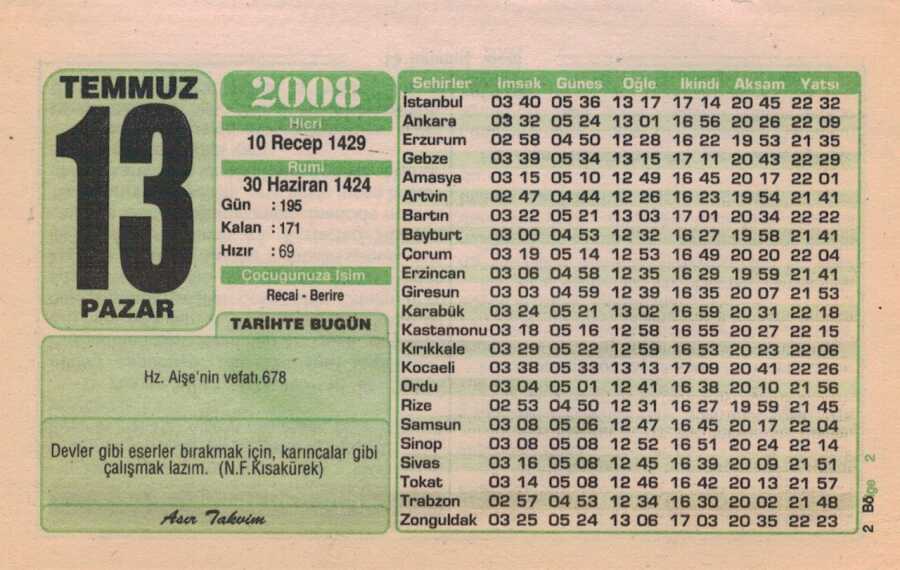 TEMMUZ
13
PAZAR
2008
Hicri
10 Recep 1429
Rumi
30 Haziran 1424
Gün : 195
Kalan : 171
Hızır : 69
Çocuğunuza İsim
Recai - Berire
TARİHTE BUGÜN
Hz. Aişe'nin vefatı.678
Devler gibi eserler bırakmak için, karıncalar gibi
çalışmak lazım. (N.F.Kısakürek)
Asır Takvim
Şehirler İmsak Güneş Öğle İkindi Akşam Yatsı
İstanbul 03 40 05 36 13 17 17 14 20 45 22 32
Ankara 03 32 05 24 13 01 16 56 20 26 22 09
Erzurum 02 58 04 50 12 28 16 22 19 53 21 35
Gebze 03 39 05 34 13 15 17 11 20 43 22 29
Amasya 03 15 05 10 12 49 16 45 20 17 22 01
Artvin 02 47 04 44 12 26 16 23 19 54 21 41
Bartın 03 22 05 21 13 03 17 01 20 34 22 22
Bayburt 03 00 04 53 12 32 16 27 19 58 21 41
Çorum 03 19 05 14 12 53 16 49 20 20 22 04
Erzincan 03 06 04 58 12 35 16 29 19 59 21 41
Giresun 03 03 04 59 12 39 16 35 20 07 21 53
Karabük 03 24 05 21 13 02 16 59 20 31 22 18
Kastamonu 03 18 05 16 12 58 16 55 20 27 22 15
Kırıkkale 03 29 05 22 12 59 16 53 20 23 22 06
Kocaeli 03 38 05 33 13 13 17 09 20 41 22 26
Ordu 03 04 05 01 12 41 16 38 20 10 21 56
Rize 02 53 04 50 12 31 16 27 19 59 21 45
Samsun 03 08 05 06 12 47 16 45 20 17 22 04
Sinop 03 08 05 08 12 52 16 51 20 24 22 14
Sivas 03 16 05 08 12 45 16 39 20 09 21 51
Tokat 03 14 05 08 12 46 16 42 20 13 21 57
Trabzon 02 57 04 53 12 34 16 30 20 02 21 48
Zonguldak 03 25 05 24 13 06 17 03 20 35 22 23
2 Bölge 2